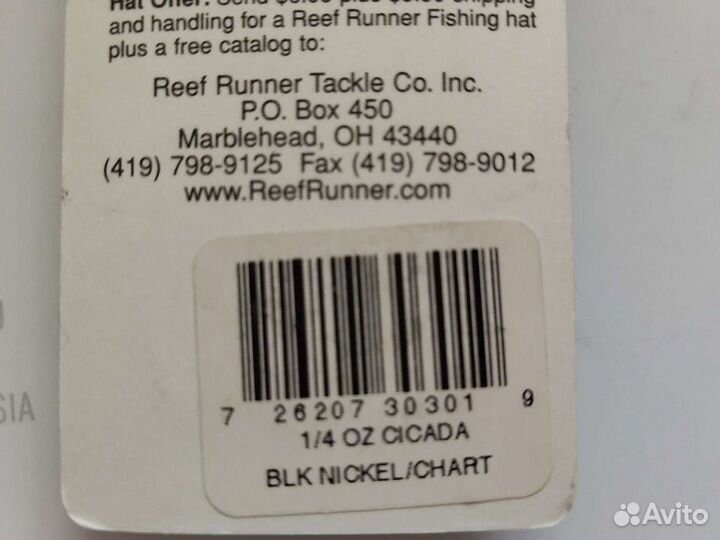 and handling for a Reef Runner Fishing hat
plus a free catalog to:
Reef Runner Tackle Co. Inc.
P.O. Box 450
Marblehead, OH 43440
(419) 798-9125 Fax (419) 798-9012
www.ReefRunner.com
7 26207 30301 9
1/4 OZ CICADA
BLK NICKEL/CHART
SIA
Avito